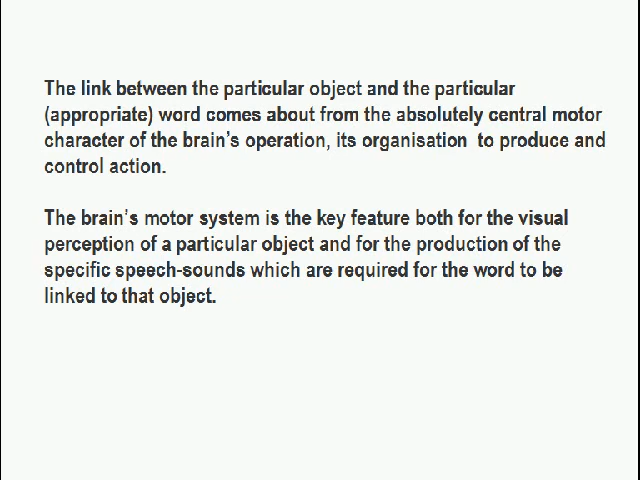 The link between the particular object and the particular
(appropriate) word comes about from the absolutely central motor
character of the brain's operation, its organisation  to produce and
control action.
The brain's motor system is the key feature both for the visual
perception of a particular object and for the production of the
specific speech-sounds which are required for the word to be
linked to that object.